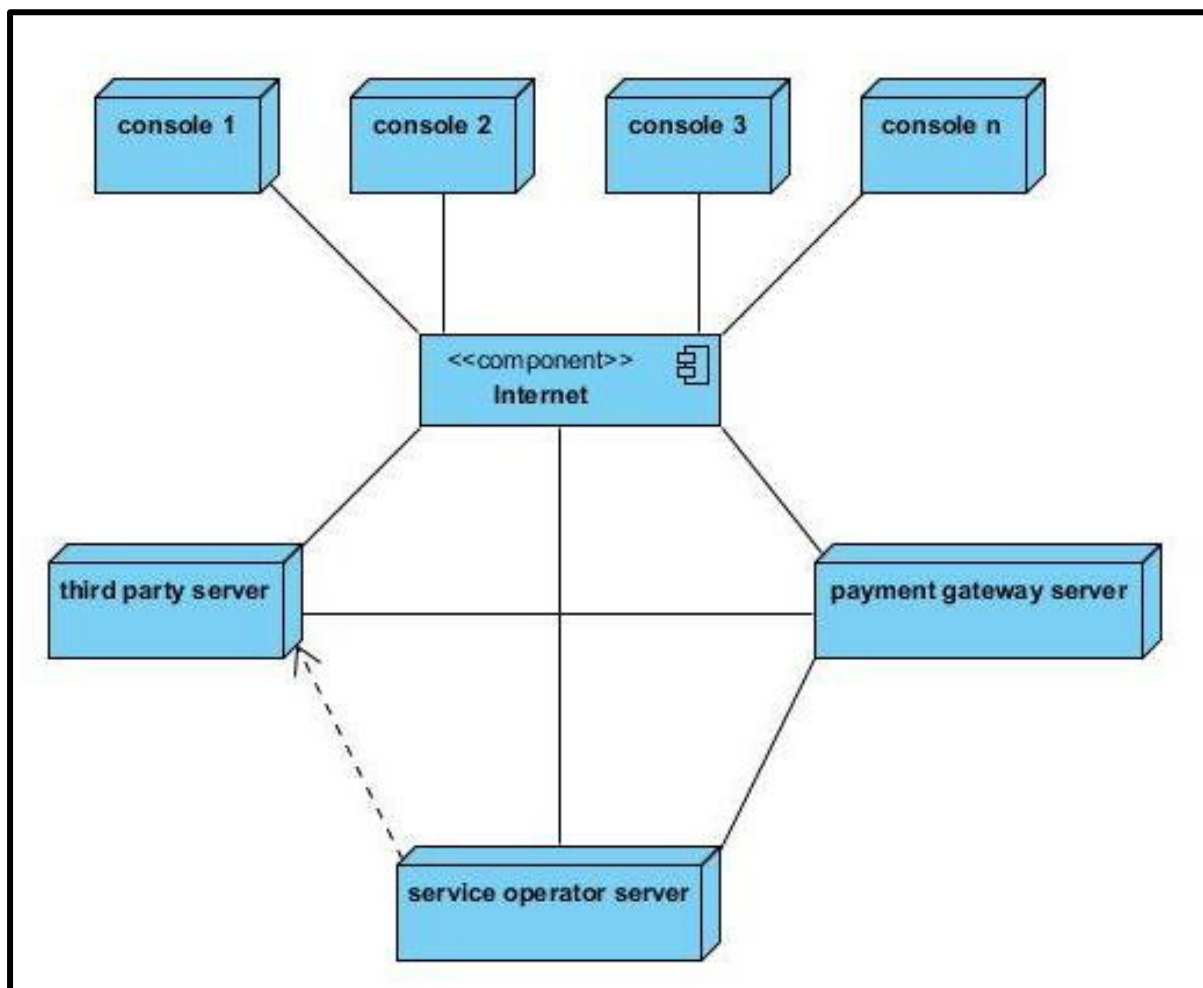 console 1
console 2
console 3
console n
<<component>>
Internet
third party server
payment gateway server
service operator server